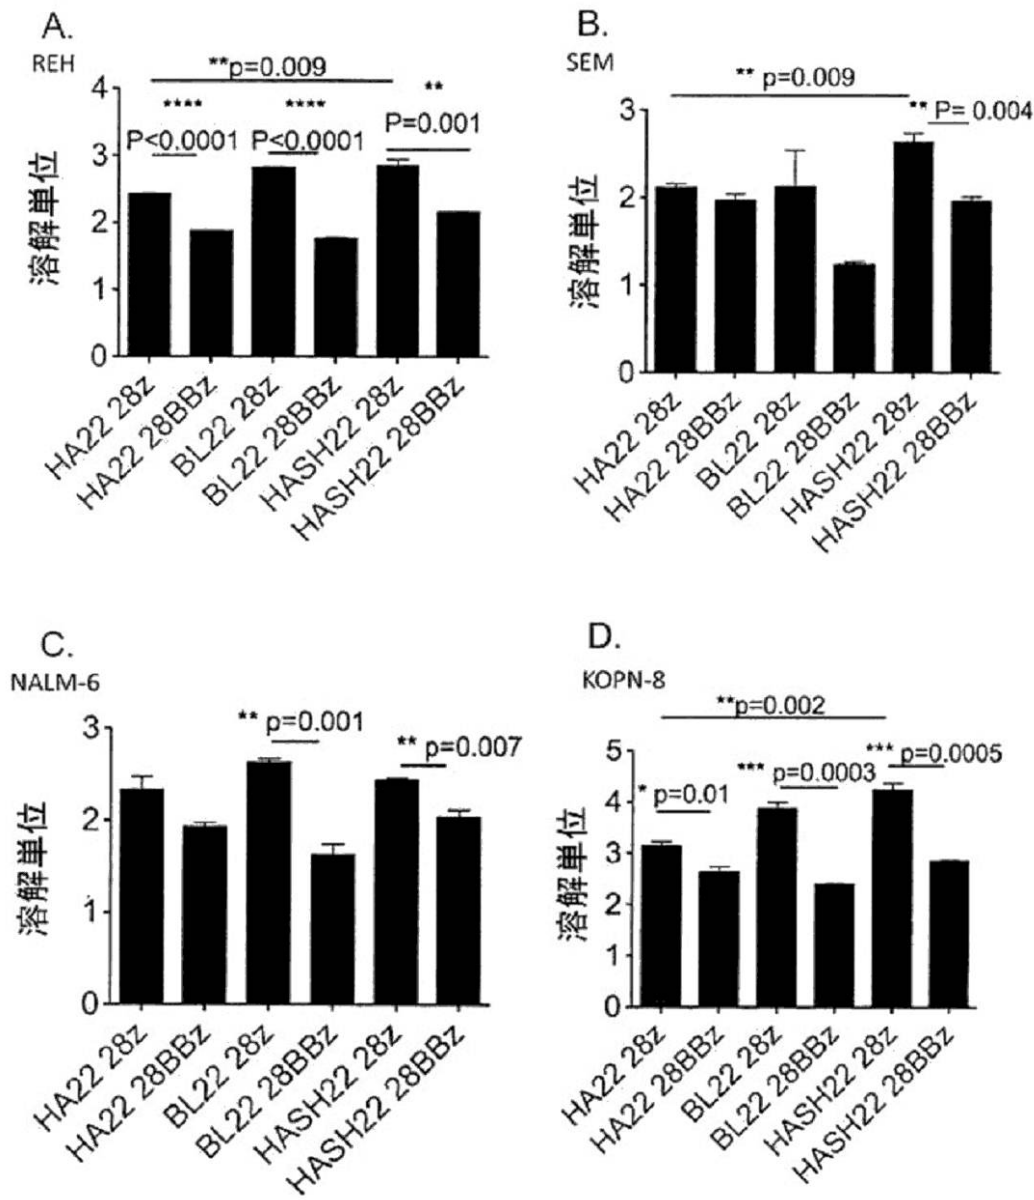 A.
REH
**p=0.009
****
****
**
P<0.0001
P<0.0001
P=0.001
溶解単位
4
3
2
1
0
HA22 28z
HA22 28BBz
BL22 28z
BL22 28BBz
HASH22 28z
HASH22 28BBz
B.
SEM
** p=0.009
** P= 0.004
溶解単位
3
2
1
0
HA22 28z
HA22 28BBz
BL22 28z
BL22 28BBz
HASH22 28z
HASH22 28BBz
C.
NALM-6
** p=0.001
** p=0.007
溶解単位
3
2
1
0
HA22 28z
HA22 28BBz
BL22 28z
BL22 28BBz
HASH22 28z
HASH22 28BBz
D.
KOPN-8
**p=0.002
*** p=0.0005
*** p=0.0003
* p=0.01
溶解単位
5
4
3
2
1
0
HA22 28z
HA22 28BBz
BL22 28z
BL22 28BBz
HASH22 28z
HASH22 28BBz